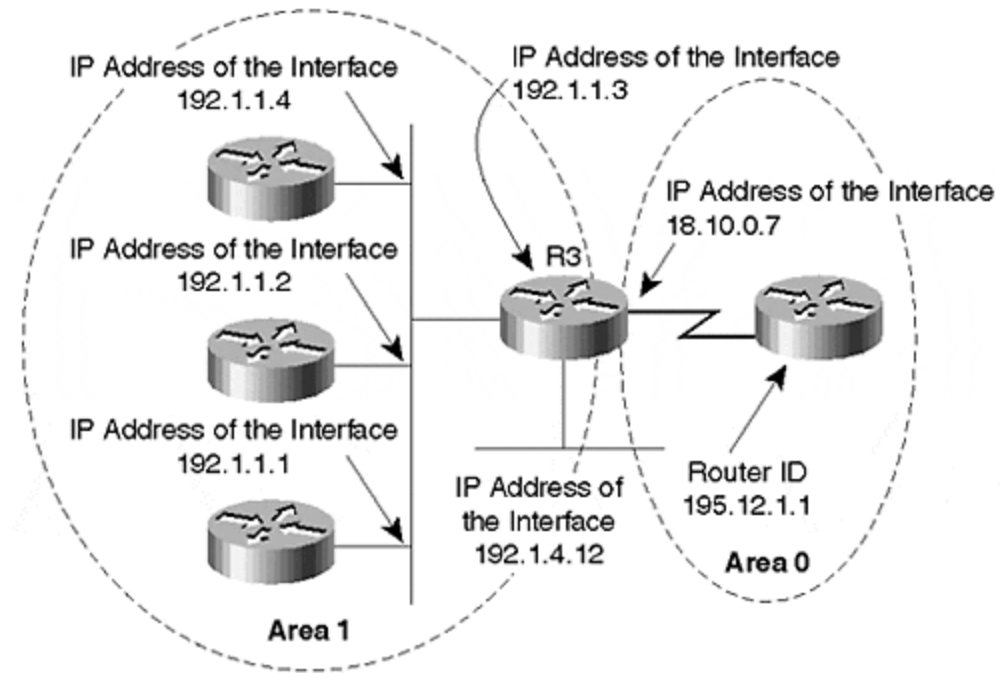 IP Address of the Interface
192.1.1.4
IP Address of the Interface
192.1.1.3
IP Address of the Interface
18.10.0.7
IP Address of the Interface
192.1.1.2
R3
IP Address of the Interface
192.1.1.1
IP Address of
the Interface
192.1.4.12
Router ID
195.12.1.1
Area 0
Area 1